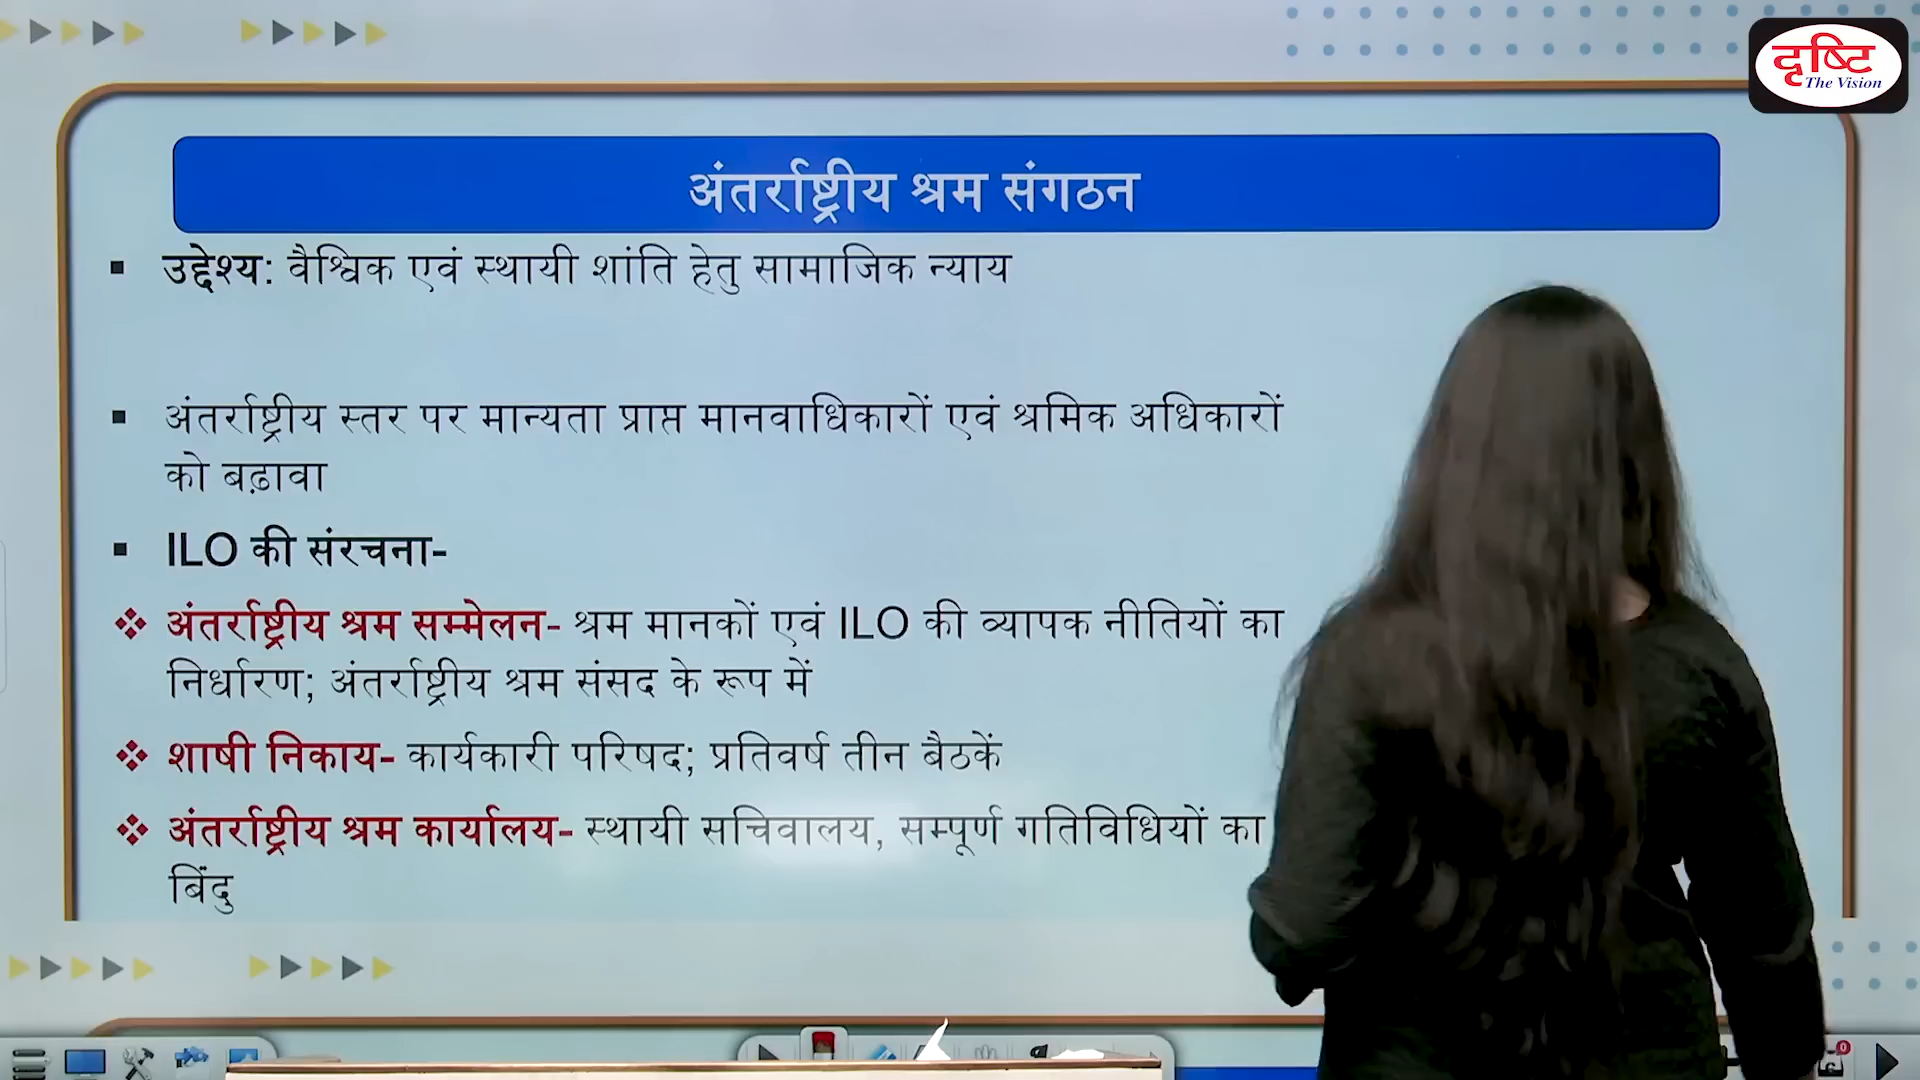 दृष्टि
The Vision
अंतर्राष्ट्रीय श्रम संगठन
▪ उद्देश्य: वैश्विक एवं स्थायी शांति हेतु सामाजिक न्याय
▪ अंतर्राष्ट्रीय स्तर पर मान्यता प्राप्त मानवाधिकारों एवं श्रमिक अधिकारों
को बढ़ावा
▪ ILO की संरचना-
❖ अंतर्राष्ट्रीय श्रम सम्मेलन- श्रम मानकों एवं ILO की व्यापक नीतियों का
निर्धारण; अंतर्राष्ट्रीय श्रम संसद के रूप में
❖ शाषी निकाय- कार्यकारी परिषद; प्रतिवर्ष तीन बैठकें
❖ अंतर्राष्ट्रीय श्रम कार्यालय- स्थायी सचिवालय, सम्पूर्ण गतिविधियों का
बिंदु
0